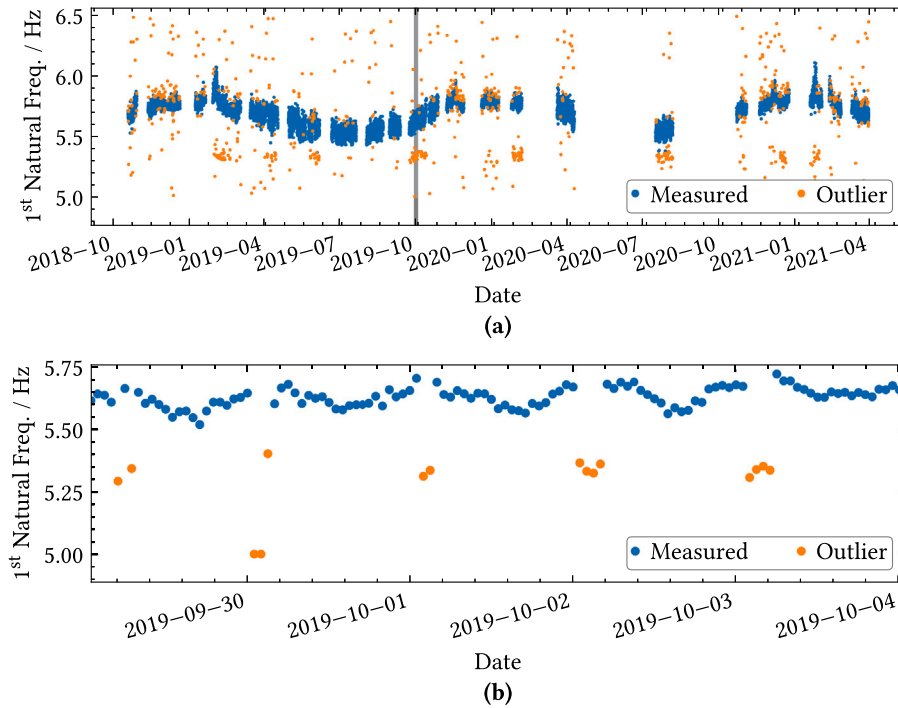 6.5
6.0
5.5
5.0
1st Natural Freq. / Hz
Measured Outlier
2018−10 2019−01 2019−04 2019−07 2019−10 2020−01 2020−04 2020−07 2020−10 2021−01 2021−04
Date
(a)
5.75
5.50
5.25
5.00
1st Natural Freq. / Hz
Measured Outlier
2019−09−30 2019−10−01 2019−10−02 2019−10−03 2019−10−04
Date
(b)